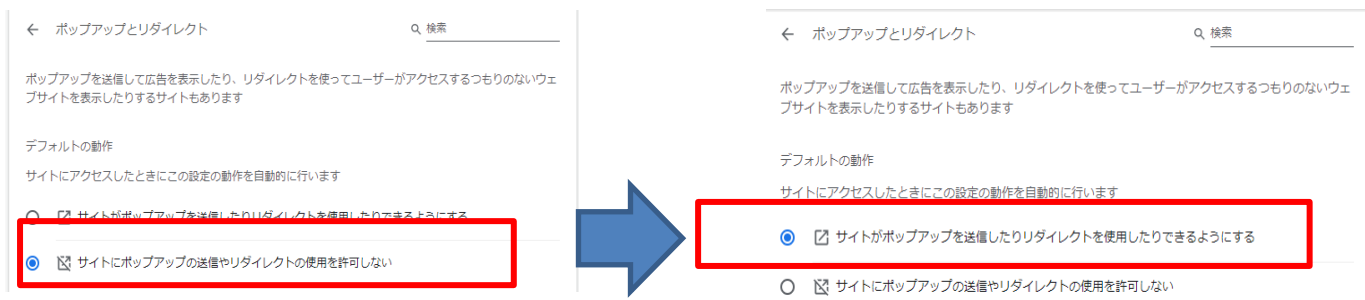 ポップアップとリダイレクト
検索
ポップアップを送信して広告を表示したり、リダイレクトを使ってユーザーがアクセスするつもりのないウェ
ブサイトを表示したりするサイトもあります
デフォルトの動作
サイトにアクセスしたときにこの設定の動作を自動的に行います
サイトがポップアップを送信したりリダイレクトを使用したりできるようにする
サイトにポップアップの送信やリダイレクトの使用を許可しない
ポップアップとリダイレクト
検索
ポップアップを送信して広告を表示したり、リダイレクトを使ってユーザーがアクセスするつもりのないウェ
ブサイトを表示したりするサイトもあります
デフォルトの動作
サイトにアクセスしたときにこの設定の動作を自動的に行います
サイトがポップアップを送信したりリダイレクトを使用したりできるようにする
サイトにポップアップの送信やリダイレクトの使用を許可しない